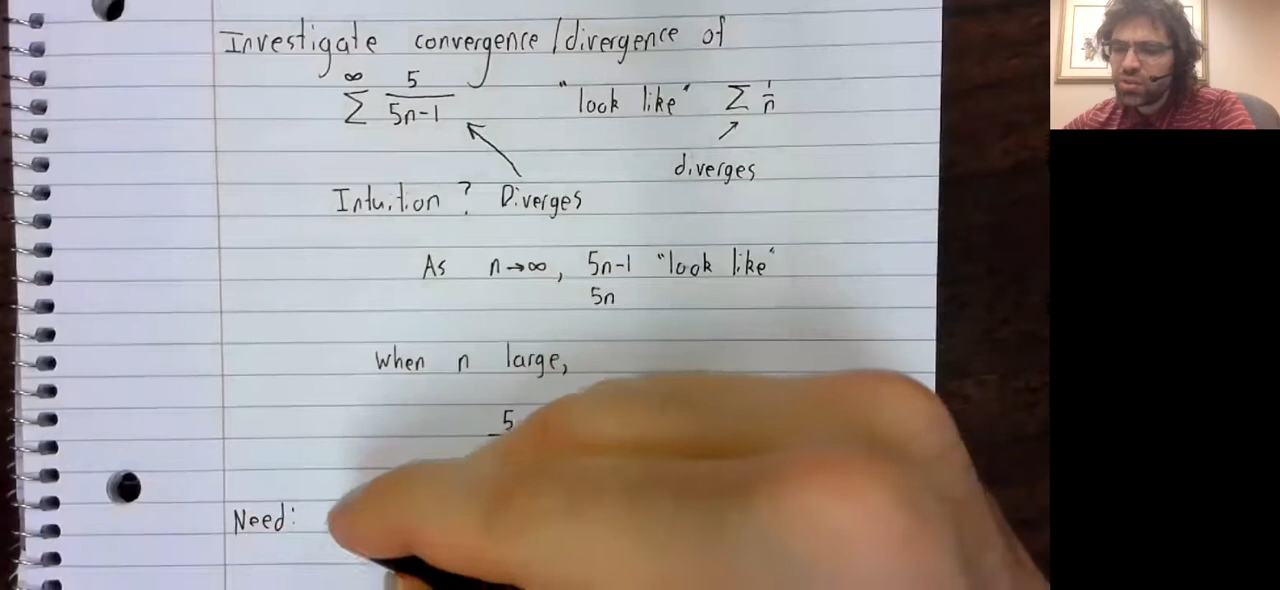 Investigate convergence/divergence of
∞
∑ 5/(5n-1) "look like" ∑ 1/n
diverges
Intuition? Diverges
As n→∞, 5n-1 "look like"
5n
When n large,
5
Need: